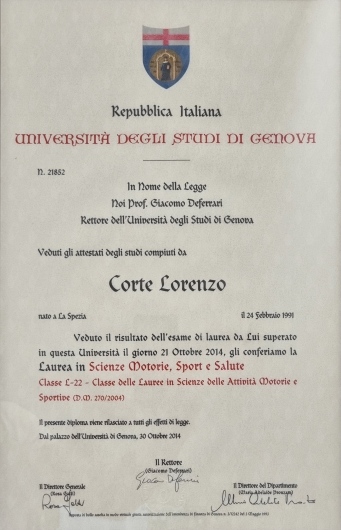 Repubblica Italiana
UNIVERSITÀ DEGLI STUDI DI GENOVA
N. 21852
In Nome della Legge
Noi Prof. Giacomo Deferrari
Rettore dell'Università degli Studi di Genova
Veduti gli attestati degli studi compiuti da
Corte Lorenzo
nato a La Spezia il 24 Febbraio 1991
Veduto il risultato dell'esame di laurea da Lui superato
in questa Università il giorno 21 Ottobre 2014, gli conferiamo la
Laurea in Scienze Motorie, Sport e Salute
Classe L-22 - Classe delle Lauree in Scienze delle Attività Motorie e
Sportive (D.M. 270/2004)
Il presente diploma viene rilasciato a tutti gli effetti di legge.
Dal palazzo dell'Università di Genova, 30 Ottobre 2014
Il Rettore
(Giacomo Deferrari)
Il Direttore Generale
(Rosa Gatti)
Il Direttore del Dipartimento